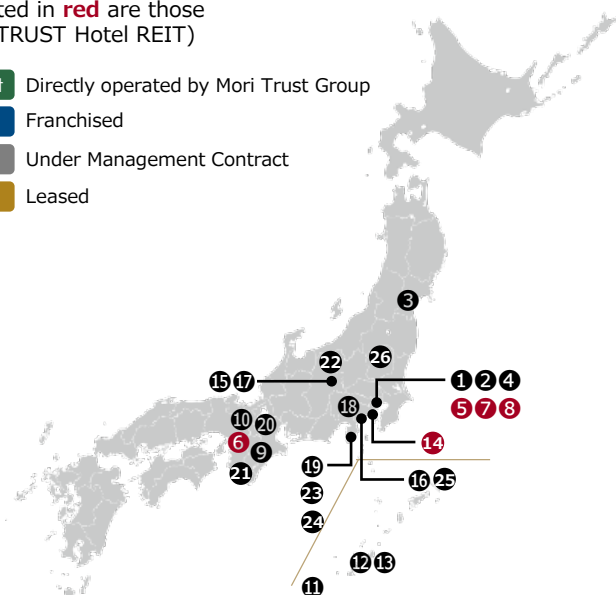 ted in red are those
TRUST Hotel REIT)
Directly operated by Mori Trust Group
Franchised
Under Management Contract
Leased
3
22
26
15 17
1 2 4
5 7 8
18
10
20
6
9
14
21
19
16 25
23
24
12 13
11